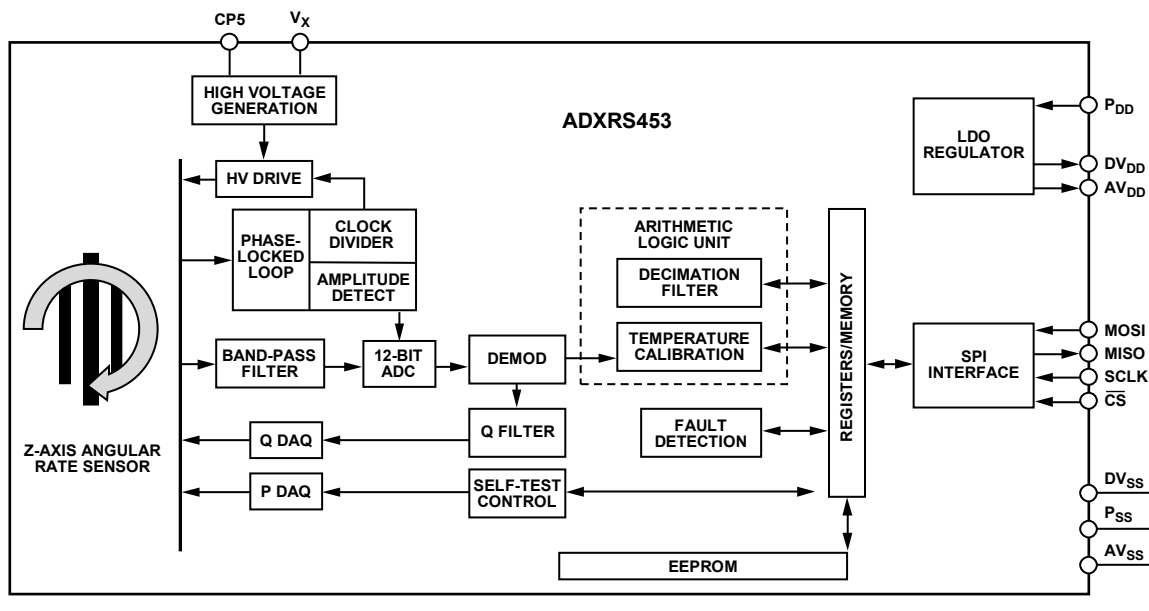 CP5
VX
HIGH VOLTAGE
GENERATION
ADXRS453
LDO
REGULATOR
PDD
DVDD
AVDD
HV DRIVE
PHASE-
LOCKED
LOOP
CLOCK
DIVIDER
AMPLITUDE
DETECT
ARITHMETIC
LOGIC UNIT
DECIMATION
FILTER
TEMPERATURE
CALIBRATION
BAND-PASS
FILTER
12-BIT
ADC
DEMOD
REGISTERS/MEMORY
SPI
INTERFACE
MOSI
MISO
SCLK
C̅S̅
Z-AXIS ANGULAR
RATE SENSOR
Q DAQ
Q FILTER
FAULT
DETECTION
P DAQ
SELF-TEST
CONTROL
EEPROM
DVSS
PSS
AVSS